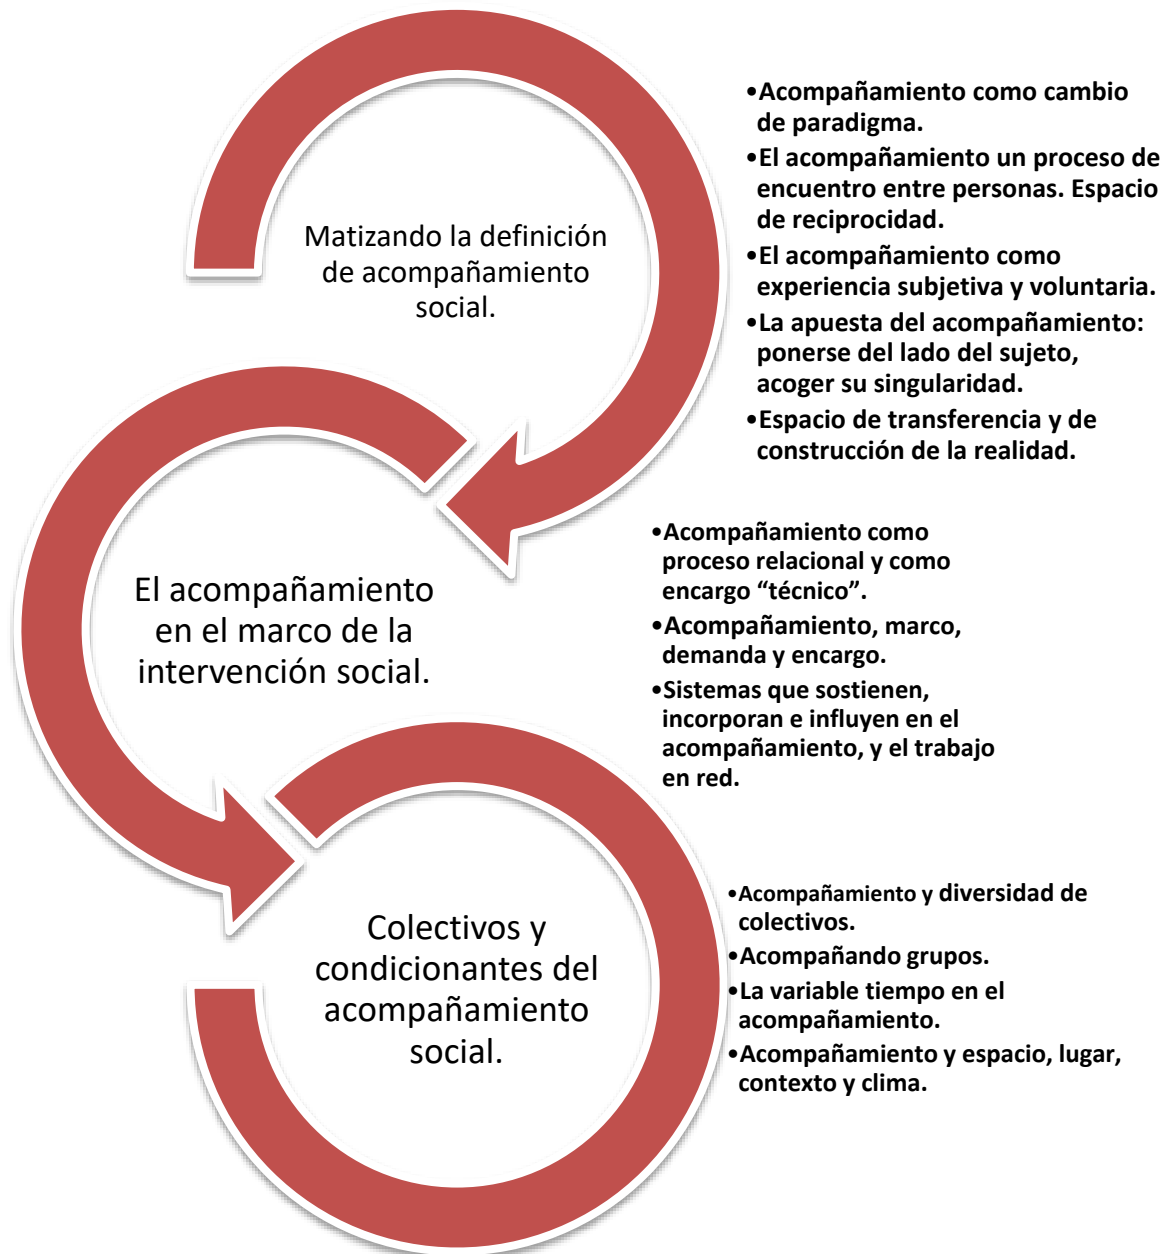 Matizando la definición
de acompañamiento
social.
•Acompañamiento como cambio
de paradigma.
•El acompañamiento un proceso de
encuentro entre personas. Espacio
de reciprocidad.
•El acompañamiento como
experiencia subjetiva y voluntaria.
•La apuesta del acompañamiento:
ponerse del lado del sujeto,
acoger su singularidad.
•Espacio de transferencia y de
construcción de la realidad.
El acompañamiento
en el marco de la
intervención social.
•Acompañamiento como
proceso relacional y como
encargo “técnico”.
•Acompañamiento, marco,
demanda y encargo.
•Sistemas que sostienen,
incorporan e influyen en el
acompañamiento, y el trabajo
en red.
Colectivos y
condicionantes del
acompañamiento
social.
•Acompañamiento y diversidad de
colectivos.
•Acompañando grupos.
•La variable tiempo en el
acompañamiento.
•Acompañamiento y espacio, lugar,
contexto y clima.